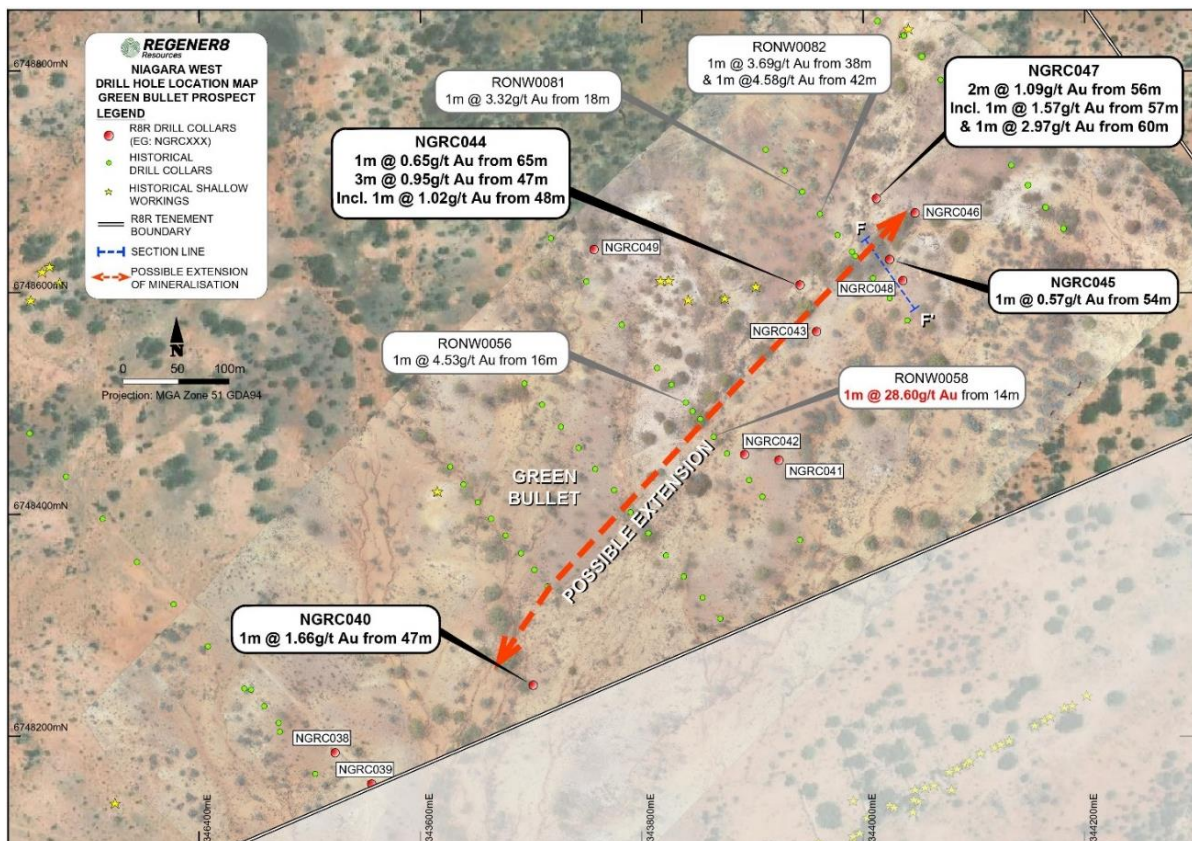 REGENER8
Resources
NIAGARA WEST
DRILL HOLE LOCATION MAP
GREEN BULLET PROSPECT
LEGEND
R8R DRILL COLLARS
(EG: NGRCXXX)
HISTORICAL
DRILL COLLARS
HISTORICAL SHALLOW
WORKINGS
R8R TENEMENT
BOUNDARY
SECTION LINE
POSSIBLE EXTENSION
OF MINERALISATION
N
0 50 100m
Projection: MGA Zone 51 GDA94
RONW0081
1m @ 3.32g/t Au from 18m
RONW0082
1m @ 3.69g/t Au from 38m
& 1m @4.58g/t Au from 42m
NGRC047
2m @ 1.09g/t Au from 56m
Incl. 1m @ 1.57g/t Au from 57m
& 1m @ 2.97g/t Au from 60m
NGRC044
1m @ 0.65g/t Au from 65m
3m @ 0.95g/t Au from 47m
Incl. 1m @ 1.02g/t Au from 48m
NGRC046
NGRC049
F
NGRC048
F'
NGRC045
1m @ 0.57g/t Au from 54m
NGRC043
RONW0056
1m @ 4.53g/t Au from 16m
RONW0058
1m @ 28.60g/t Au from 14m
NGRC042
NGRC041
GREEN
BULLET
POSSIBLE EXTENSION
NGRC040
1m @ 1.66g/t Au from 47m
NGRC038
NGRC039
6748800mN
6748600mN
6748400mN
6748200mN
343400mE
343600mE
343800mE
344000mE
344200mE